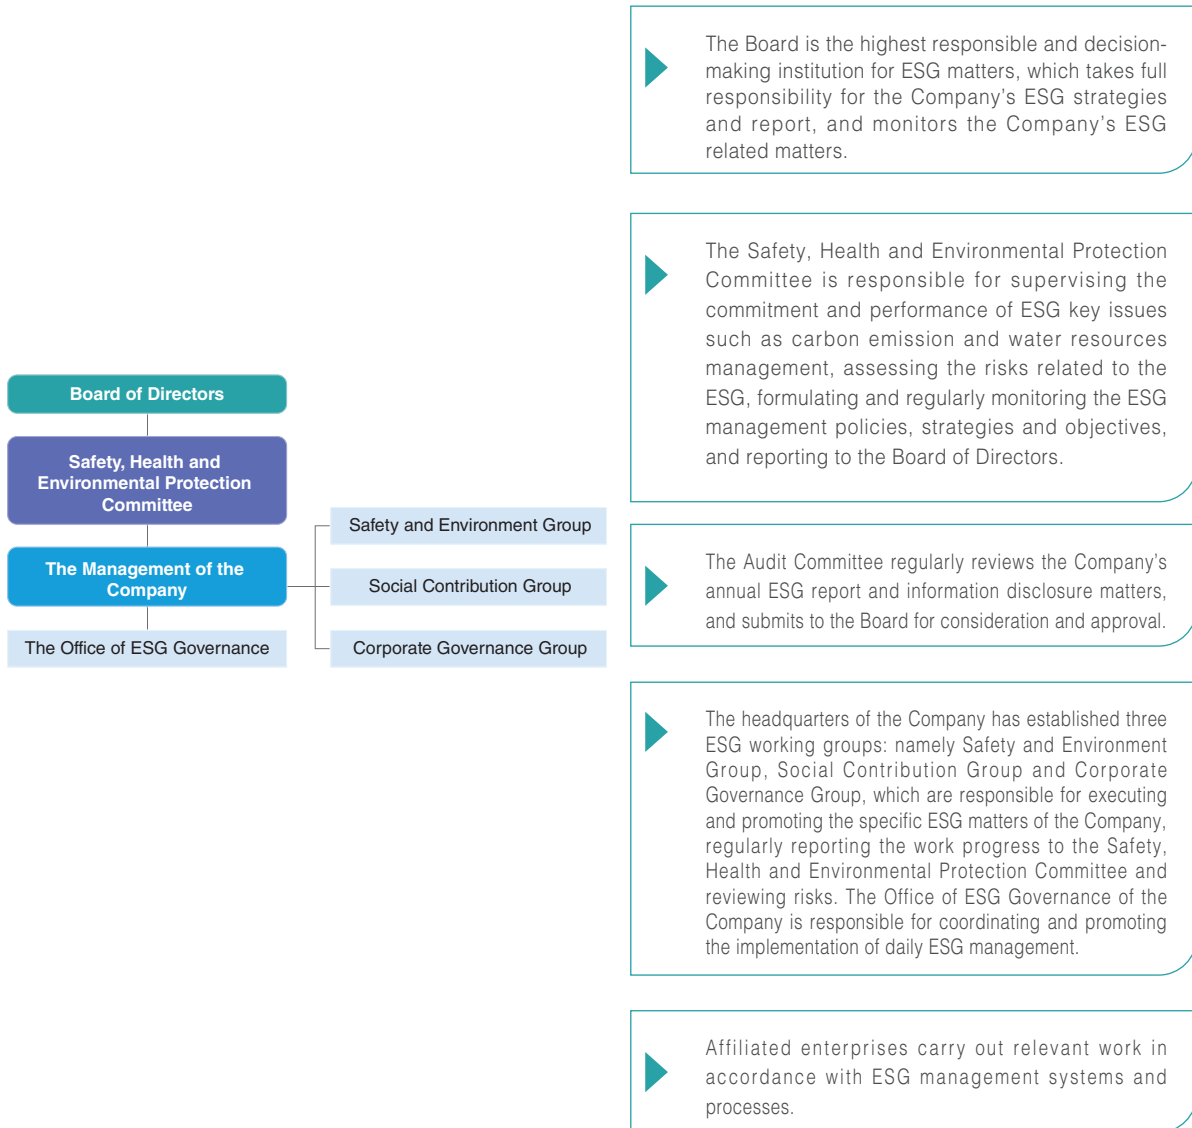 Board of Directors
Safety, Health and
Environmental Protection
Committee
The Management of the
Company
The Office of ESG Governance
Safety and Environment Group
Social Contribution Group
Corporate Governance Group
The Board is the highest responsible and decision-
making institution for ESG matters, which takes full
responsibility for the Company's ESG strategies
and report, and monitors the Company's ESG
related matters.
The Safety, Health and Environmental Protection
Committee is responsible for supervising the
commitment and performance of ESG key issues
such as carbon emission and water resources
management, assessing the risks related to the
ESG, formulating and regularly monitoring the ESG
management policies, strategies and objectives,
and reporting to the Board of Directors.
The Audit Committee regularly reviews the Company's
annual ESG report and information disclosure matters,
and submits to the Board for consideration and approval.
The headquarters of the Company has established three
ESG working groups: namely Safety and Environment
Group, Social Contribution Group and Corporate
Governance Group, which are responsible for executing
and promoting the specific ESG matters of the Company,
regularly reporting the work progress to the Safety,
Health and Environmental Protection Committee and
reviewing risks. The Office of ESG Governance of the
Company is responsible for coordinating and promoting
the implementation of daily ESG management.
Affiliated enterprises carry out relevant work in
accordance with ESG management systems and
processes.